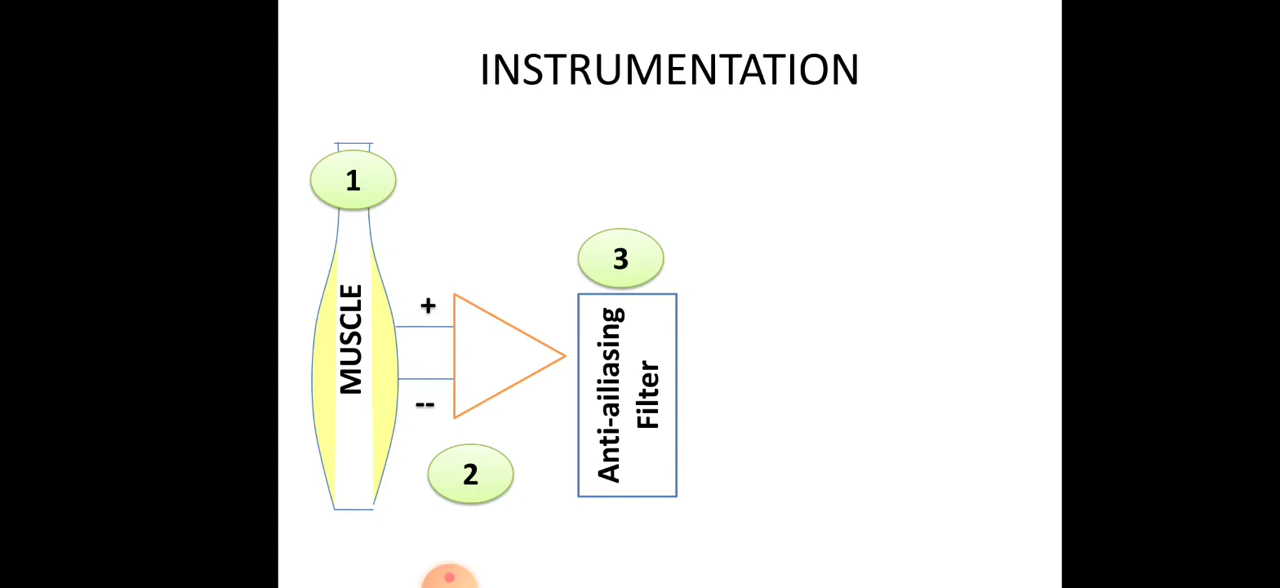 INSTRUMENTATION
1
3
MUSCLE
+
Anti-ailiasing
Filter
--
2